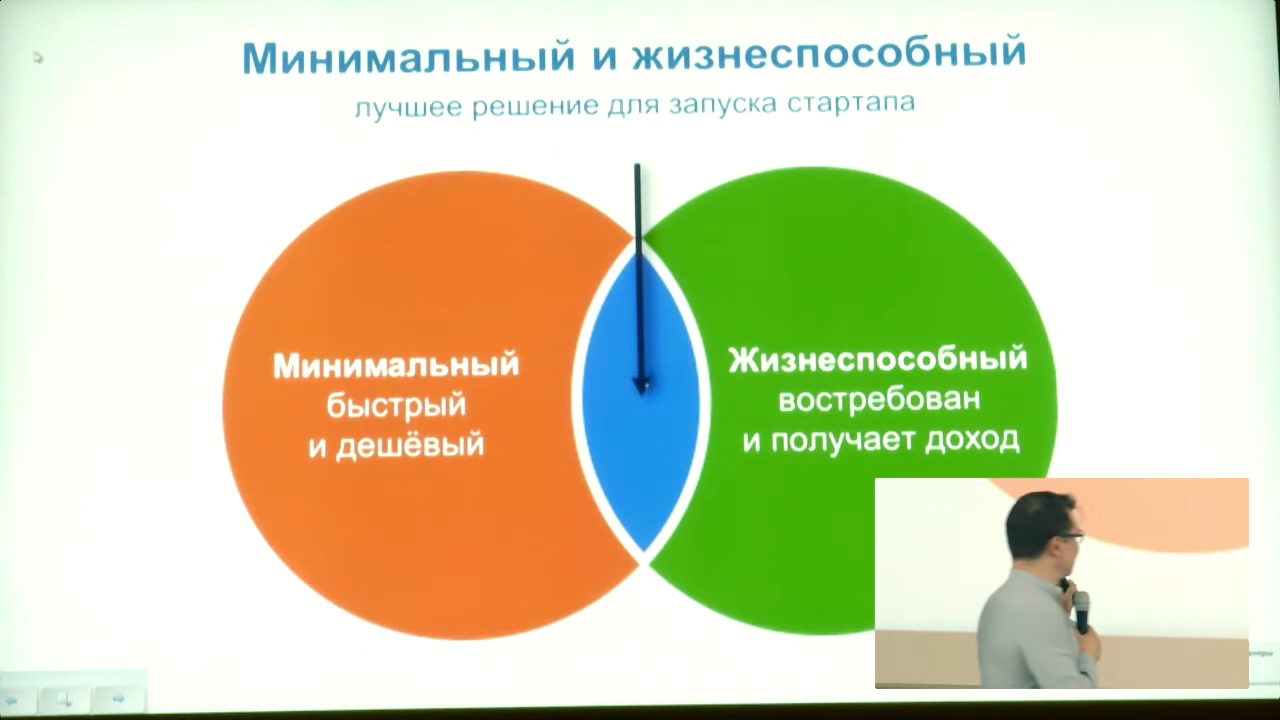 Минимальный и жизнеспособный
лучшее решение для запуска стартапа
Минимальный
быстрый
и дешёвый
Жизнеспособный
востребован
и получает доход